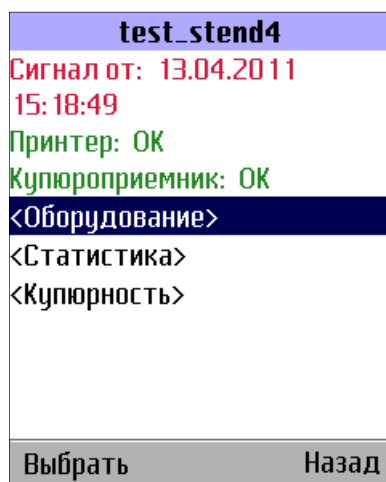 test_stend4
Сигнал от: 13.04.2011
15:18:49
Принтер: OK
Купюроприемник: OK
<Оборудование>
<Статистика>
<Купюрность>
Выбрать Назад